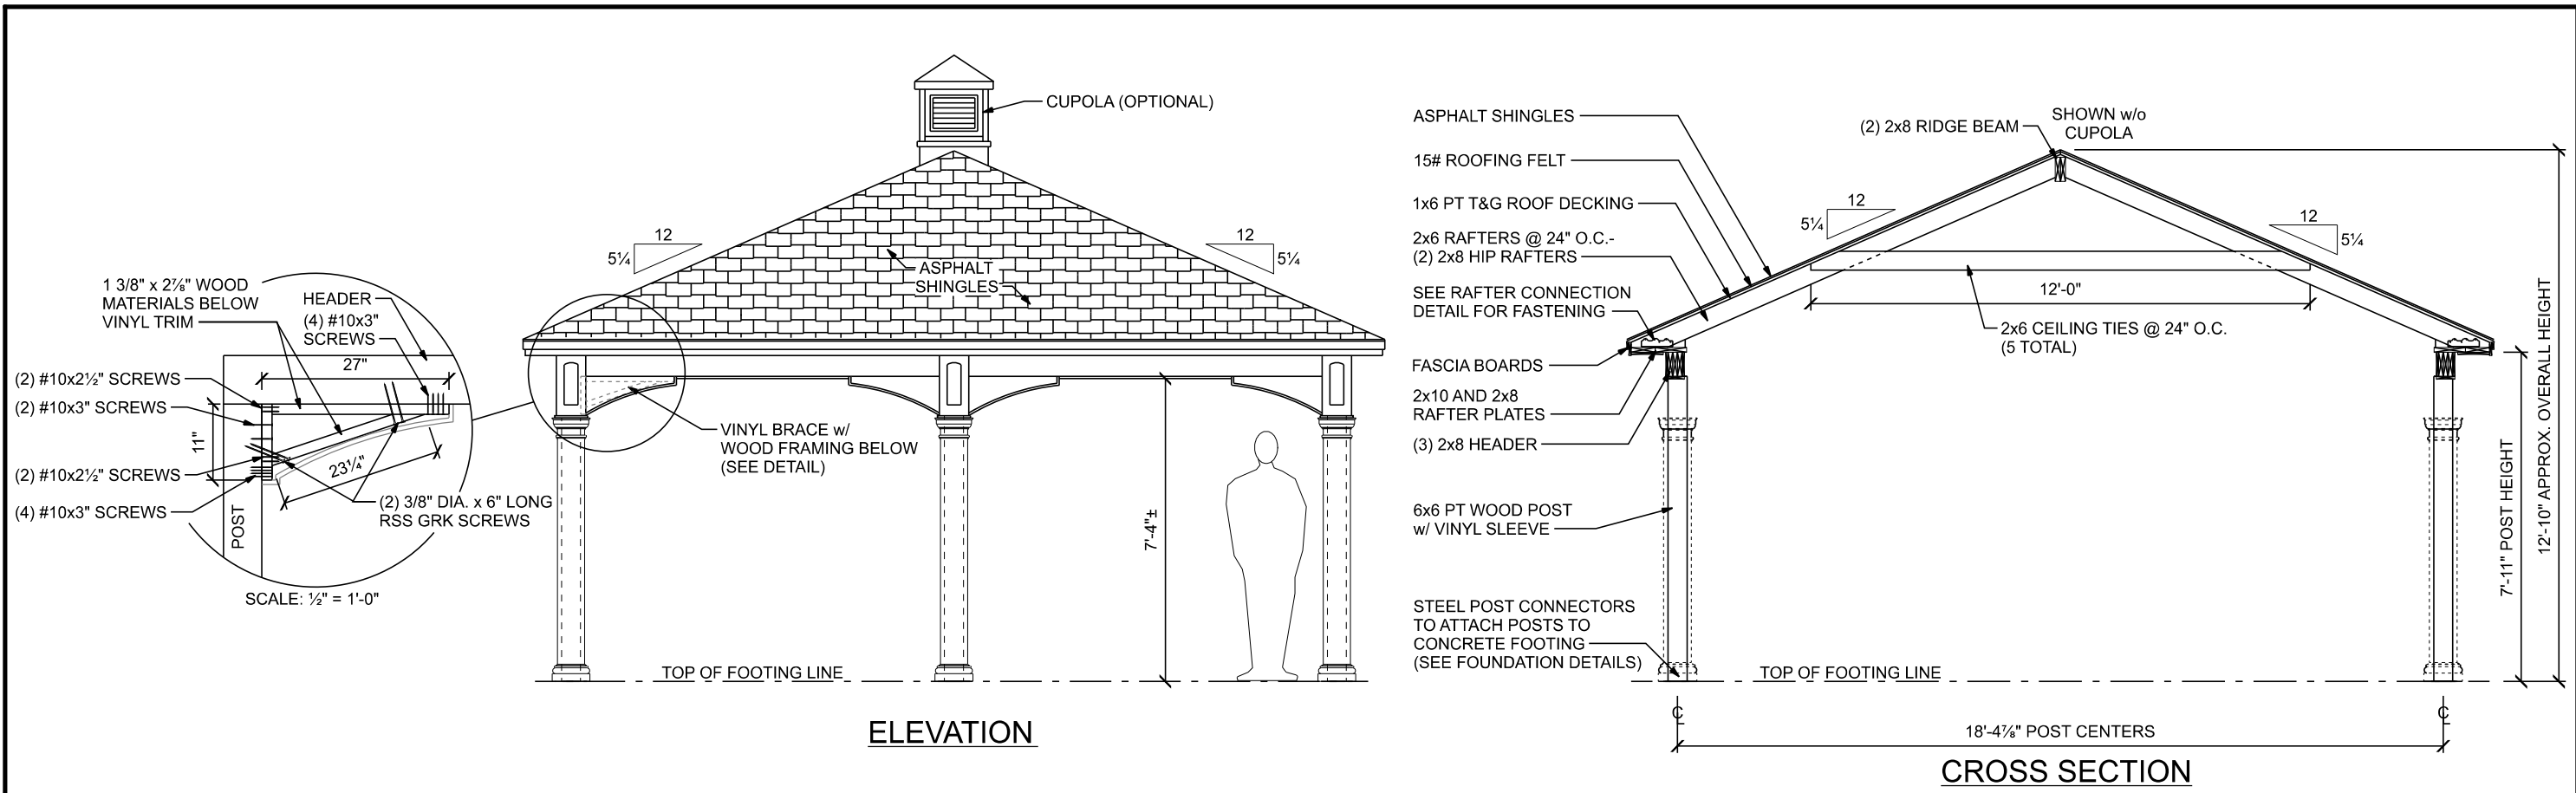 CUPOLA (OPTIONAL)
12
5¼
12
5¼
ASPHALT
SHINGLES
1 3/8" x 2⅞" WOOD
MATERIALS BELOW
VINYL TRIM
HEADER
(4) #10x3"
SCREWS
27"
(2) #10x2½" SCREWS
(2) #10x3" SCREWS
11"
(2) #10x2½" SCREWS
(4) #10x3" SCREWS
23¼"
(2) 3/8" DIA. x 6" LONG
RSS GRK SCREWS
POST
SCALE: ½" = 1'-0"
VINYL BRACE w/
WOOD FRAMING BELOW
(SEE DETAIL)
7'-4"±
TOP OF FOOTING LINE
ELEVATION
ASPHALT SHINGLES
15# ROOFING FELT
1x6 PT T&G ROOF DECKING
2x6 RAFTERS @ 24" O.C.-
(2) 2x8 HIP RAFTERS
SEE RAFTER CONNECTION
DETAIL FOR FASTENING
FASCIA BOARDS
2x10 AND 2x8
RAFTER PLATES
(3) 2x8 HEADER
6x6 PT WOOD POST
w/ VINYL SLEEVE
STEEL POST CONNECTORS
TO ATTACH POSTS TO
CONCRETE FOOTING
(SEE FOUNDATION DETAILS)
(2) 2x8 RIDGE BEAM
SHOWN w/o
CUPOLA
12
5¼
12
5¼
12'-0"
2x6 CEILING TIES @ 24" O.C.
(5 TOTAL)
7'-11" POST HEIGHT
12'-10" APPROX. OVERALL HEIGHT
TOP OF FOOTING LINE
℄
℄
18'-4⅞" POST CENTERS
CROSS SECTION